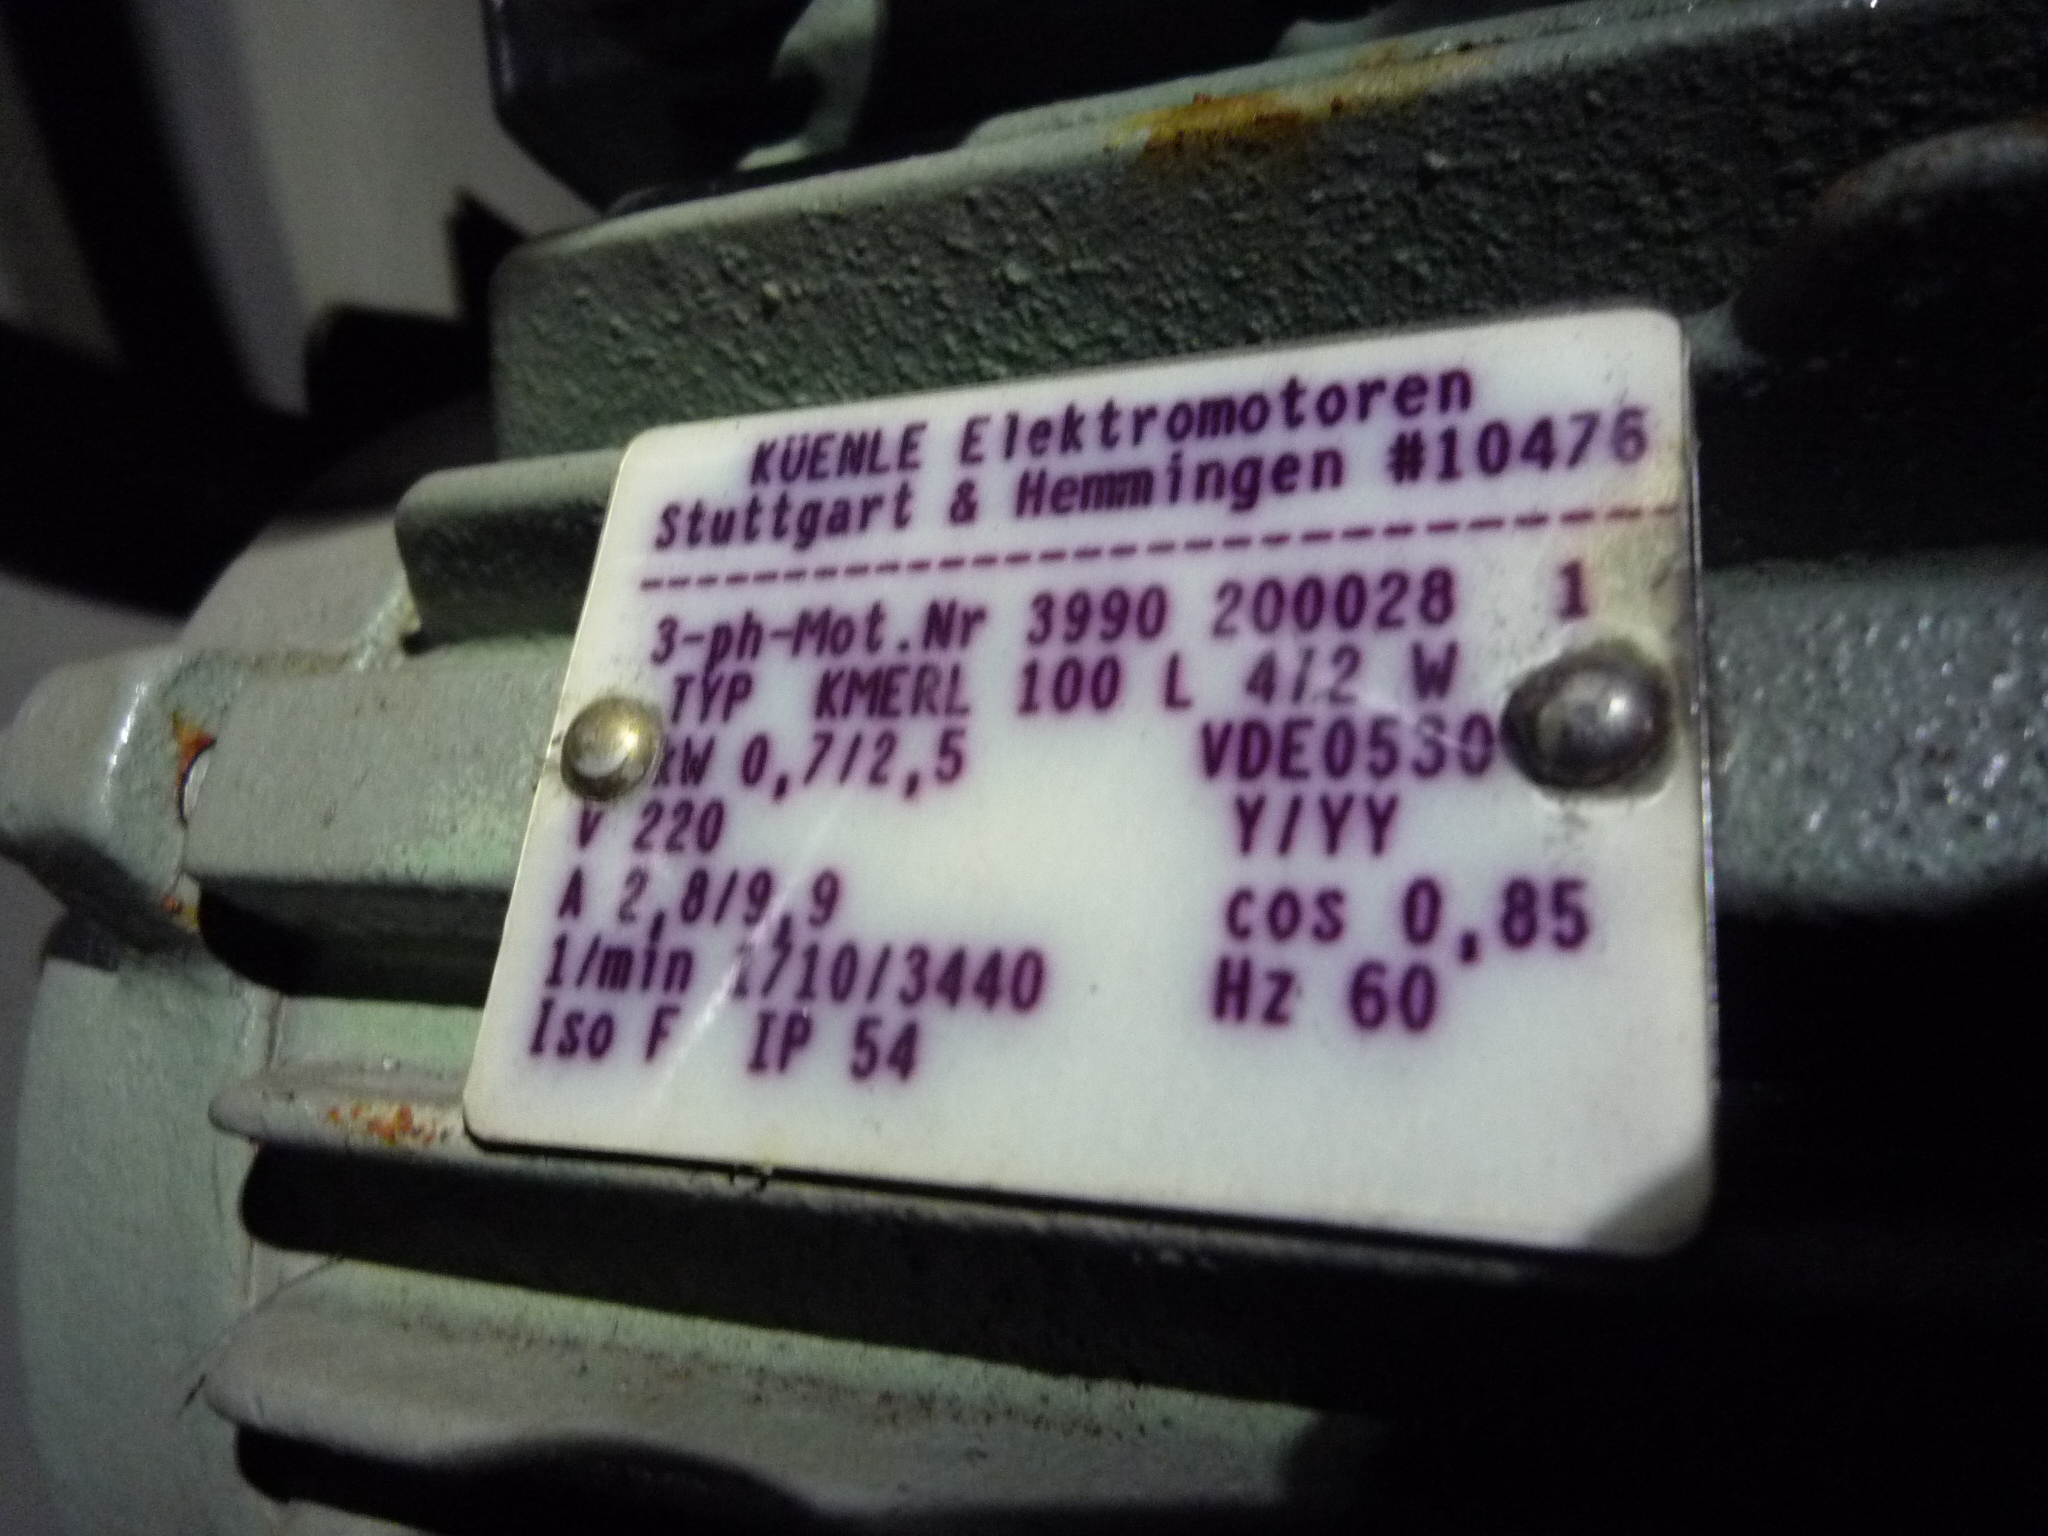 KÜENLE Elektromotoren
Stuttgart & Hemmingen #10476
--------------------------------
3-ph-Mot.Nr 3990 200028 1
TYP KMERL 100 L 4/2 W
kW 0,7/2,5 VDE0530
V 220 Y/YY
A 2,8/9,9 cos 0,85
1/min 1710/3440 Hz 60
Iso F IP 54